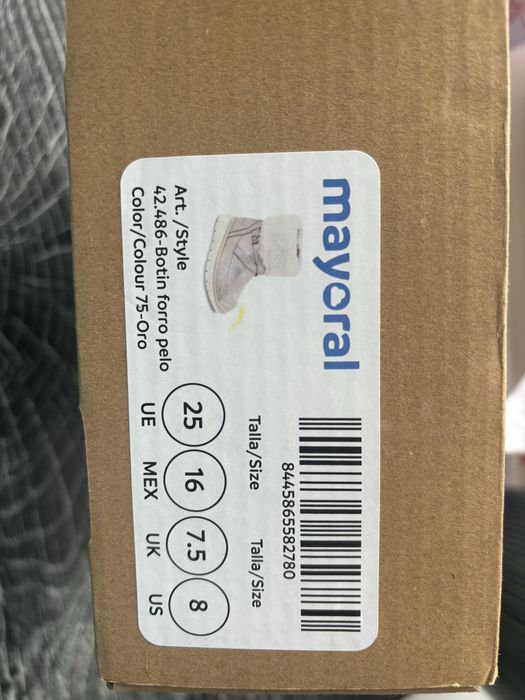 mayoral
8445865582780
Talla/Size Talla/Size
25 16 7.5 8
UE MEX UK US
Art. /Style
42.486-Botin forro pelo
Color/Colour 75-Oro